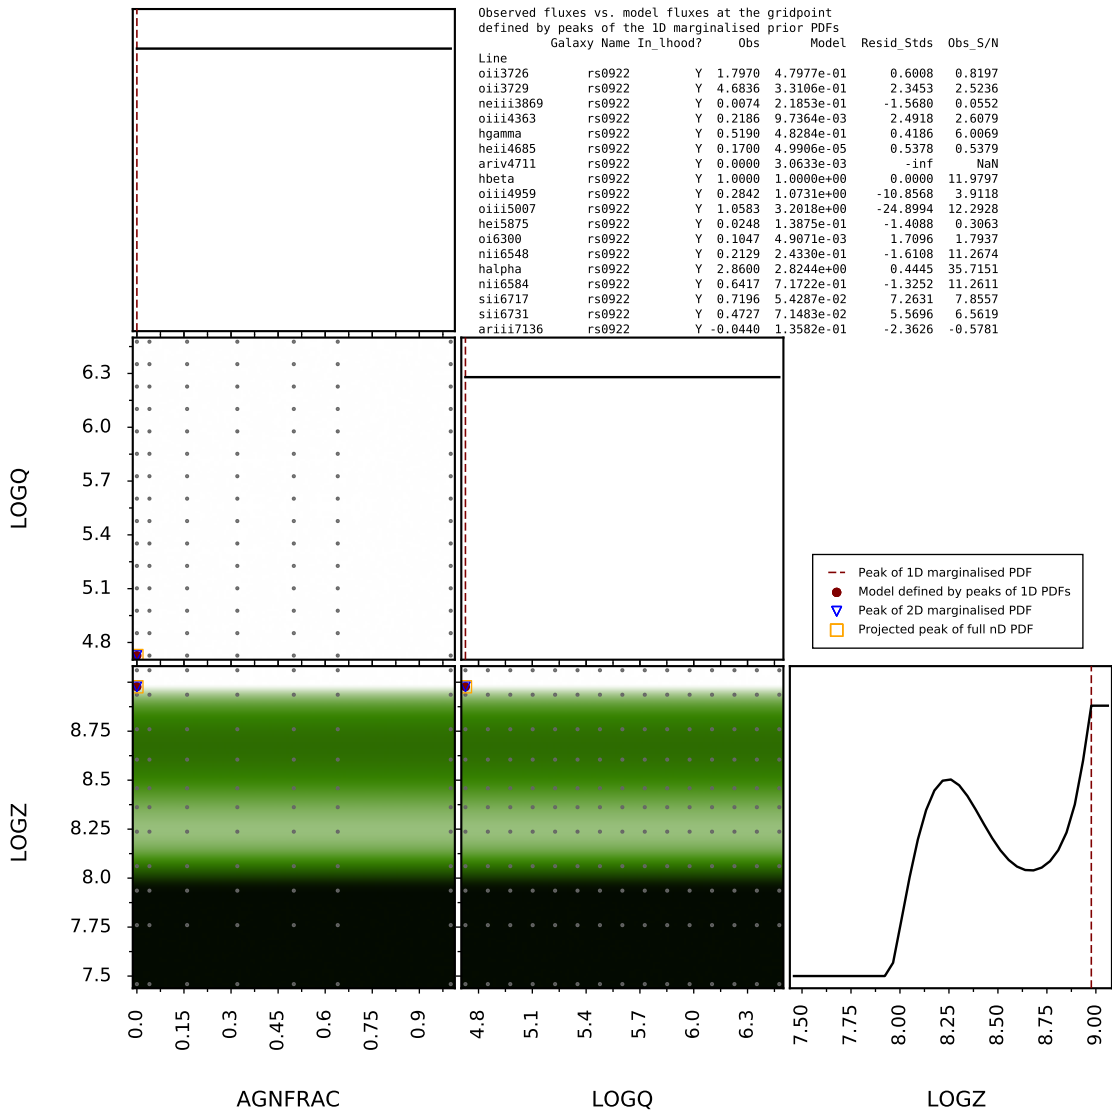 Observed fluxes vs. model fluxes at the gridpoint
defined by peaks of the 1D marginalised prior PDFs
Galaxy Name In_lhood? Obs Model Resid_Stds Obs_S/N
Line
oii3726 rs0922 Y 1.7970 4.7977e-01 0.6008 0.8197
oii3729 rs0922 Y 4.6836 3.3106e-01 2.3453 2.5236
neiii3869 rs0922 Y 0.0074 2.1853e-01 -1.5680 0.0552
oiii4363 rs0922 Y 0.2186 9.7364e-03 2.4918 2.6079
hgamma rs0922 Y 0.5190 4.8284e-01 0.4186 6.0069
heii4685 rs0922 Y 0.1700 4.9906e-05 0.5378 0.5379
ariv4711 rs0922 Y 0.0000 3.0633e-03 -inf NaN
hbeta rs0922 Y 1.0000 1.0000e+00 0.0000 11.9797
oiii4959 rs0922 Y 0.2842 1.0731e+00 -10.8568 3.9118
oiii5007 rs0922 Y 1.0583 3.2018e+00 -24.8994 12.2928
hei5875 rs0922 Y 0.0248 1.3875e-01 -1.4088 0.3063
oi6300 rs0922 Y 0.1047 4.9071e-03 1.7096 1.7937
nii6548 rs0922 Y 0.2129 2.4330e-01 -1.6108 11.2674
halpha rs0922 Y 2.8600 2.8244e+00 0.4445 35.7151
nii6584 rs0922 Y 0.6417 7.1722e-01 -1.3252 11.2611
sii6717 rs0922 Y 0.7196 5.4287e-02 7.2631 7.8557
sii6731 rs0922 Y 0.4727 7.1483e-02 5.5696 6.5619
ariii7136 rs0922 Y -0.0440 1.3582e-01 -2.3626 -0.5781
LOGQ
6.3
6.0
5.7
5.4
5.1
4.8
Peak of 1D marginalised PDF
Model defined by peaks of 1D PDFs
Peak of 2D marginalised PDF
Projected peak of full nD PDF
LOGZ
8.75
8.5
8.25
8.0
7.75
7.5
0.0 0.15 0.3 0.45 0.6 0.75 0.9
4.8 5.1 5.4 5.7 6.0 6.3
7.50 7.75 8.00 8.25 8.50 8.75 9.00
AGNFRAC LOGQ LOGZ